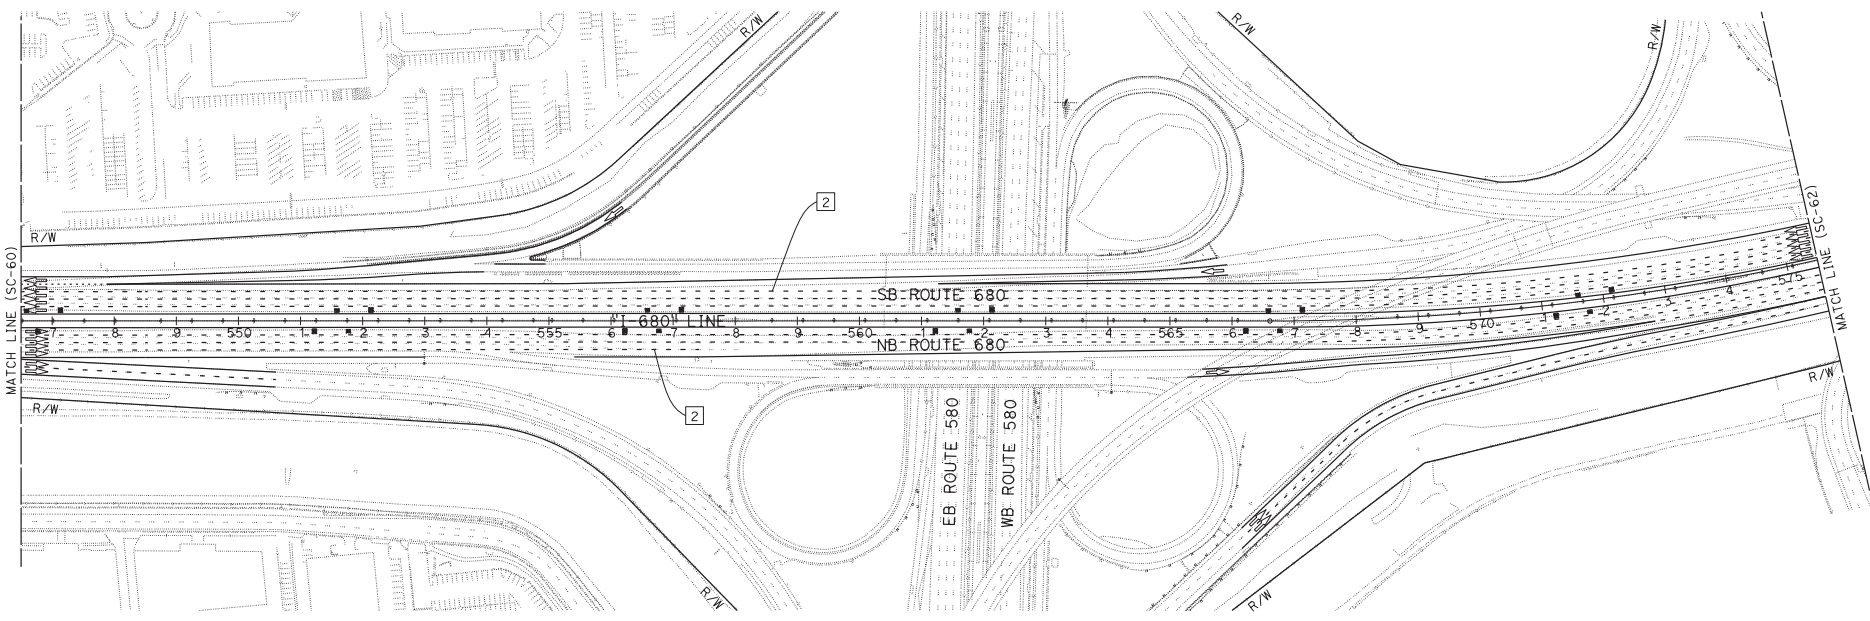 R/W
R/W
R/W
2
R/W
MATCH LINE (SC-60)
MATCH LINE (SC-62)
SB ROUTE 680
"I-680" LINE
7 8 9 550 1 2 3 4 555 6 7 8 9 560 1 2 3 4 565 6 7 8 9 570 1 2 3 4 575
NB ROUTE 680
R/W
R/W
2
EB ROUTE 580
WB ROUTE 580
R/W
R/W